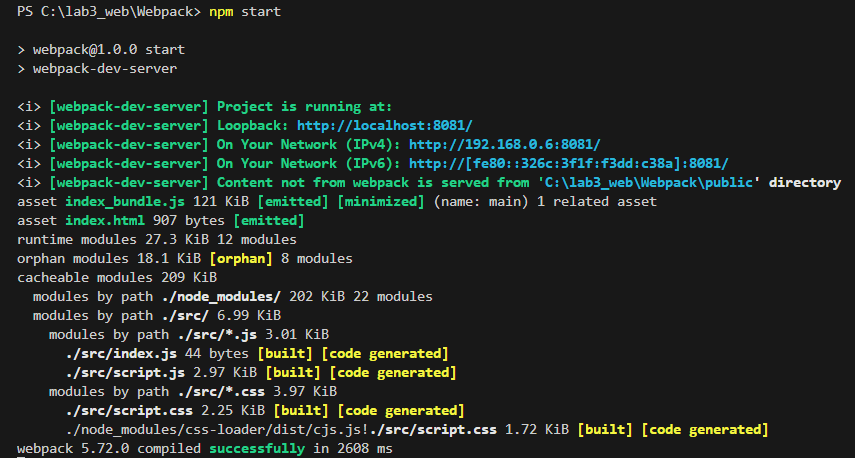 PS C:\lab3_web\Webpack> npm start
> webpack@1.0.0 start
> webpack-dev-server
<i> [webpack-dev-server] Project is running at:
<i> [webpack-dev-server] Loopback: http://localhost:8081/
<i> [webpack-dev-server] On Your Network (IPv4): http://192.168.0.6:8081/
<i> [webpack-dev-server] On Your Network (IPv6): http://[fe80::326c:3f1f:f3dd:c38a]:8081/
<i> [webpack-dev-server] Content not from webpack is served from 'C:\lab3_web\Webpack\public' directory
asset index_bundle.js 121 KiB [emitted] [minimized] (name: main) 1 related asset
asset index.html 907 bytes [emitted]
runtime modules 27.3 KiB 12 modules
orphan modules 18.1 KiB [orphan] 8 modules
cacheable modules 209 KiB
  modules by path ./node_modules/ 202 KiB 22 modules
  modules by path ./src/ 6.99 KiB
    modules by path ./src/*.js 3.01 KiB
      ./src/index.js 44 bytes [built] [code generated]
      ./src/script.js 2.97 KiB [built] [code generated]
    modules by path ./src/*.css 3.97 KiB
      ./src/script.css 2.25 KiB [built] [code generated]
      ./node_modules/css-loader/dist/cjs.js!./src/script.css 1.72 KiB [built] [code generated]
webpack 5.72.0 compiled successfully in 2608 ms